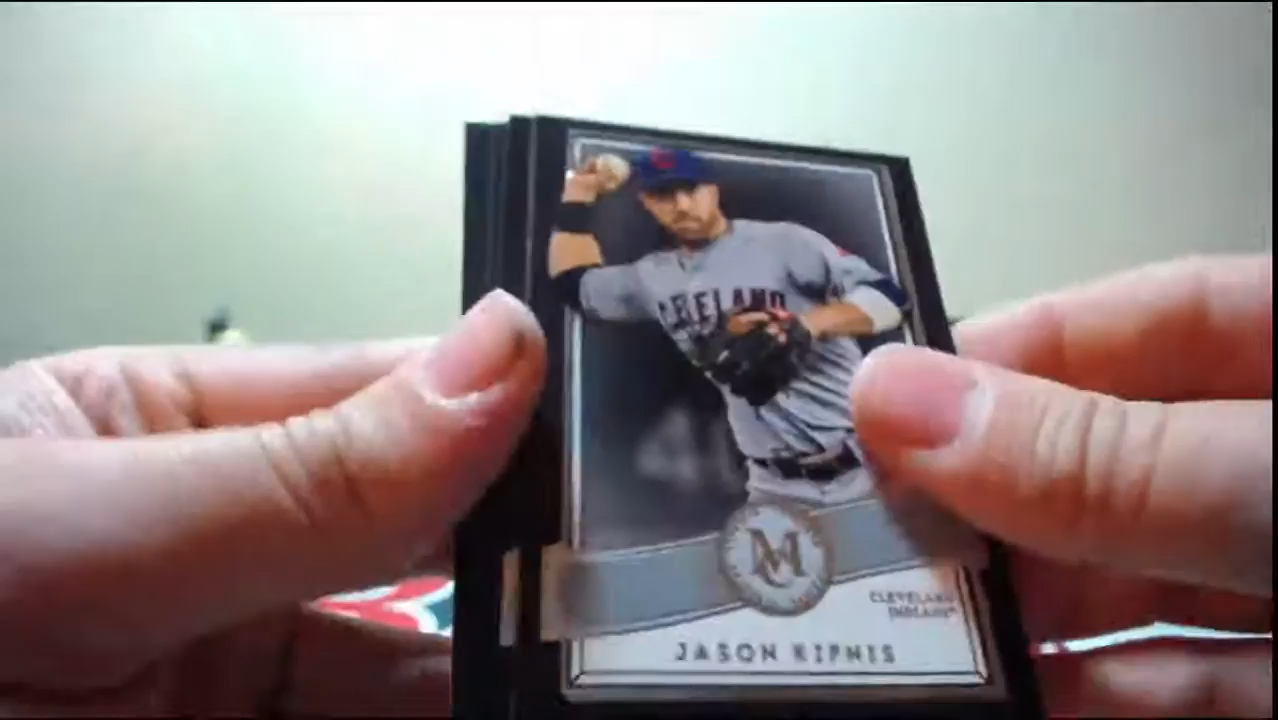 C
CLEVELAND
M
CLEVELAND
INDIANS
JASON KIPNIS